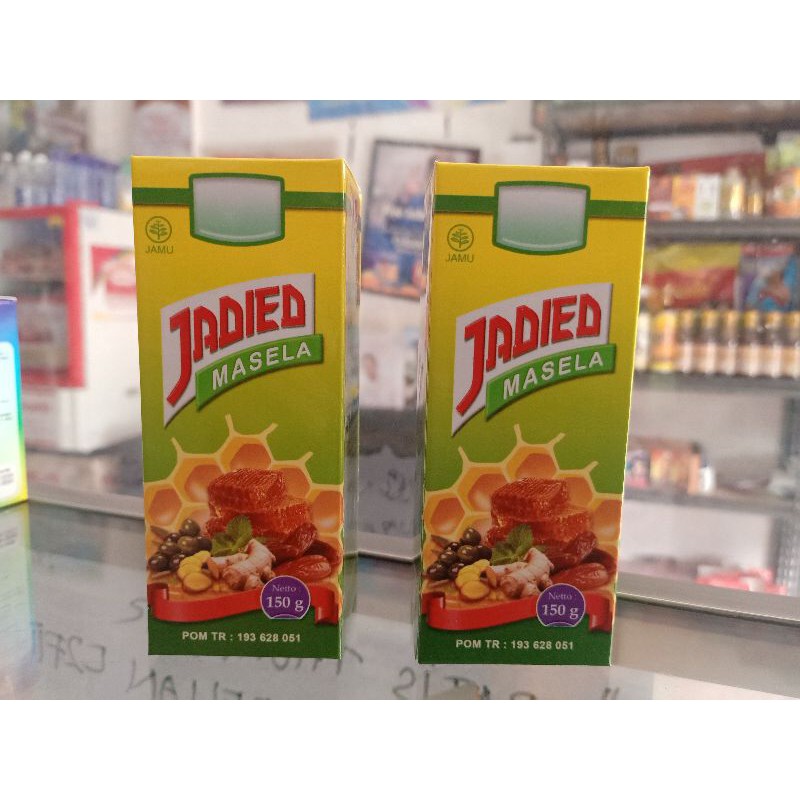 JAMU
JADIED
MASELA
Netto :
150 g
POM TR : 193 628 051
JAMU
JADIED
MASELA
Netto :
150 g
POM TR : 193 628 051